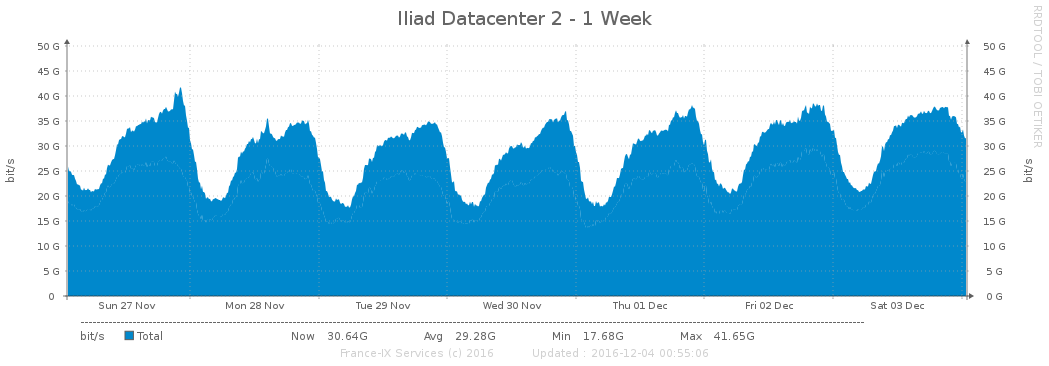 Iliad Datacenter 2 - 1 Week
RRDTOOL / TOBI OETIKER
50 G 50 G
45 G 45 G
40 G 40 G
35 G 35 G
30 G 30 G
25 G 25 G
20 G 20 G
15 G 15 G
10 G 10 G
5 G 5 G
0 0 G
bit/s bit/s
Sun 27 Nov Mon 28 Nov Tue 29 Nov Wed 30 Nov Thu 01 Dec Fri 02 Dec Sat 03 Dec
bit/s Total Now 30.64G Avg 29.28G Min 17.68G Max 41.65G
France-IX Services (c) 2016 Updated : 2016-12-04 00:55:06